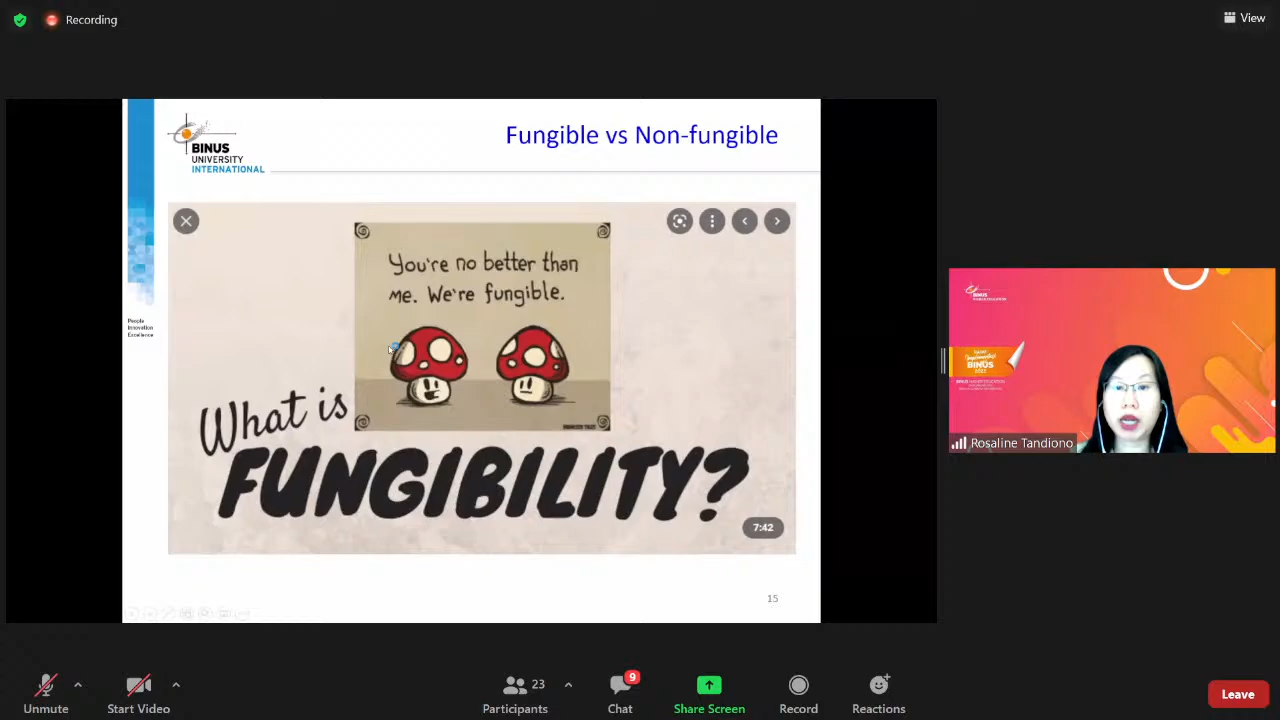 Recording
View
BINUS
UNIVERSITY
INTERNATIONAL
Fungible vs Non-fungible
People
Innovation
Excellence
You're no better than
me. We're fungible.
What is
FUNGIBILITY?
7:42
15
BINUS
BINUS
Rosaline Tandiono
Unmute
Start Video
23
Participants
9
Chat
Share Screen
Record
Reactions
Leave